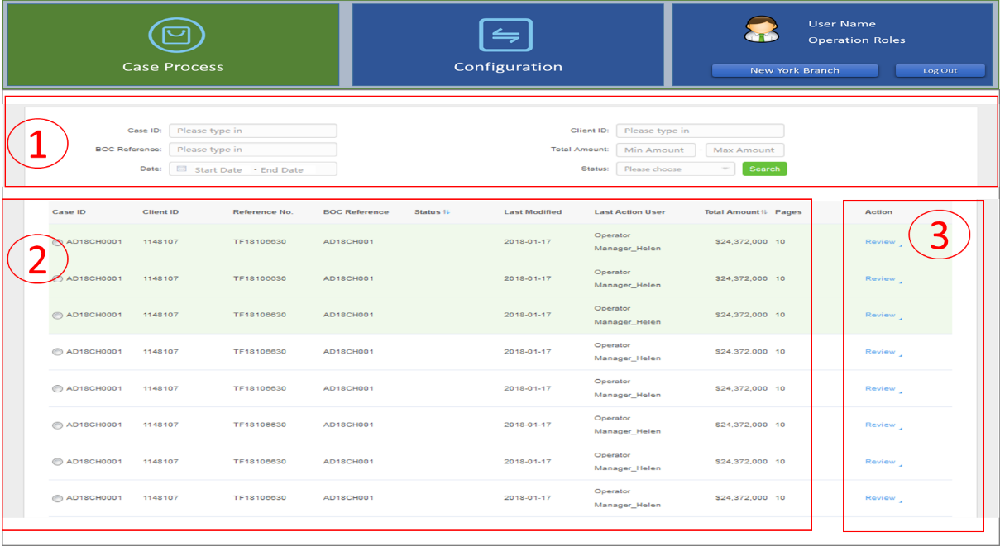 Case Process
Configuration
User Name
Operation Roles
New York Branch
Log Out
1
Case ID: Please type in Client ID: Please type in
BOC Reference: Please type in Total Amount: Min Amount - Max Amount
Date: Start Date - End Date Status: Please choose Search
2
3
Case ID Client ID Reference No. BOC Reference Status Last Modified Last Action User Total Amount Pages Action
AD18CH0001 1148107 TF18106630 AD18CH001 2018-01-17 Operator Manager_Helen $24,372,000 10 Review
AD18CH0001 1148107 TF18106630 AD18CH001 2018-01-17 Operator Manager_Helen $24,372,000 10 Review
AD18CH0001 1148107 TF18106630 AD18CH001 2018-01-17 Operator Manager_Helen $24,372,000 10 Review
AD18CH0001 1148107 TF18106630 AD18CH001 2018-01-17 Operator Manager_Helen $24,372,000 10 Review
AD18CH0001 1148107 TF18106630 AD18CH001 2018-01-17 Operator Manager_Helen $24,372,000 10 Review
AD18CH0001 1148107 TF18106630 AD18CH001 2018-01-17 Operator Manager_Helen $24,372,000 10 Review
AD18CH0001 1148107 TF18106630 AD18CH001 2018-01-17 Operator Manager_Helen $24,372,000 10 Review
AD18CH0001 1148107 TF18106630 AD18CH001 2018-01-17 Operator Manager_Helen $24,372,000 10 Review